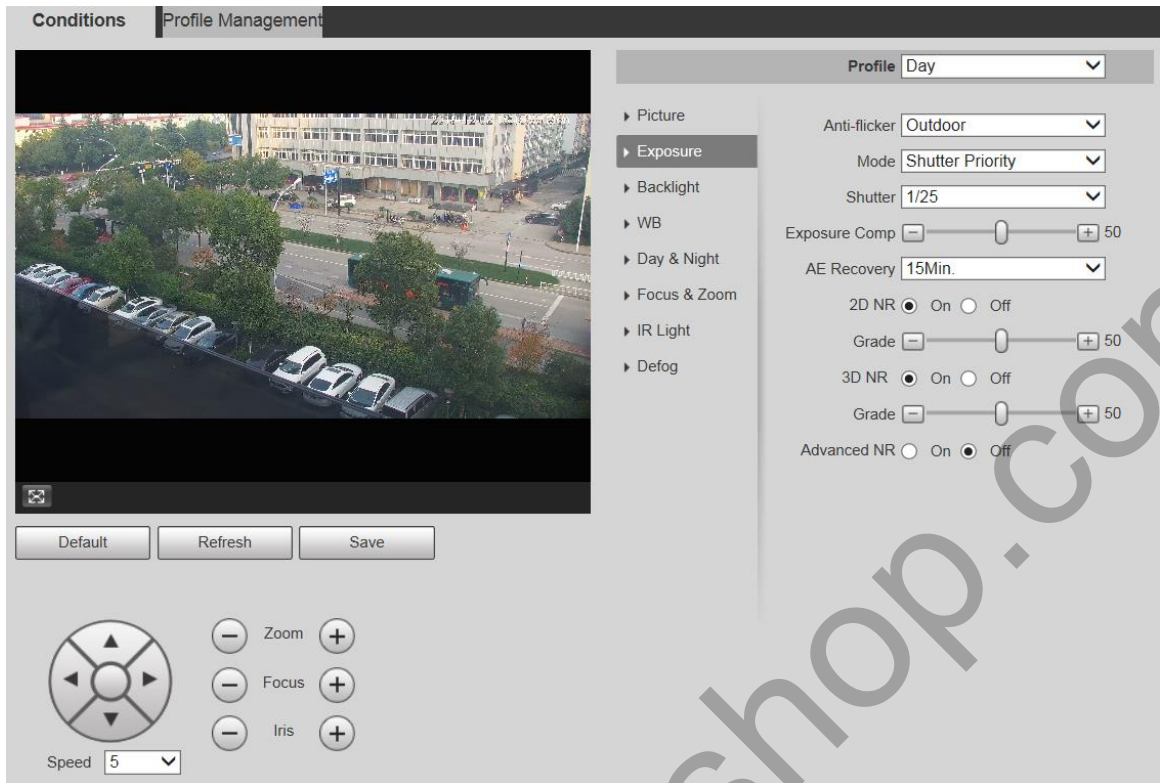 Conditions
Profile Management
Profile Day
Picture
Exposure
Backlight
WB
Day & Night
Focus & Zoom
IR Light
Defog
Anti-flicker Outdoor
Mode Shutter Priority
Shutter 1/25
Exposure Comp 50
AE Recovery 15Min.
2D NR On Off
Grade 50
3D NR On Off
Grade 50
Advanced NR On Off
Default
Refresh
Save
Zoom
Focus
Iris
Speed 5
shop.com